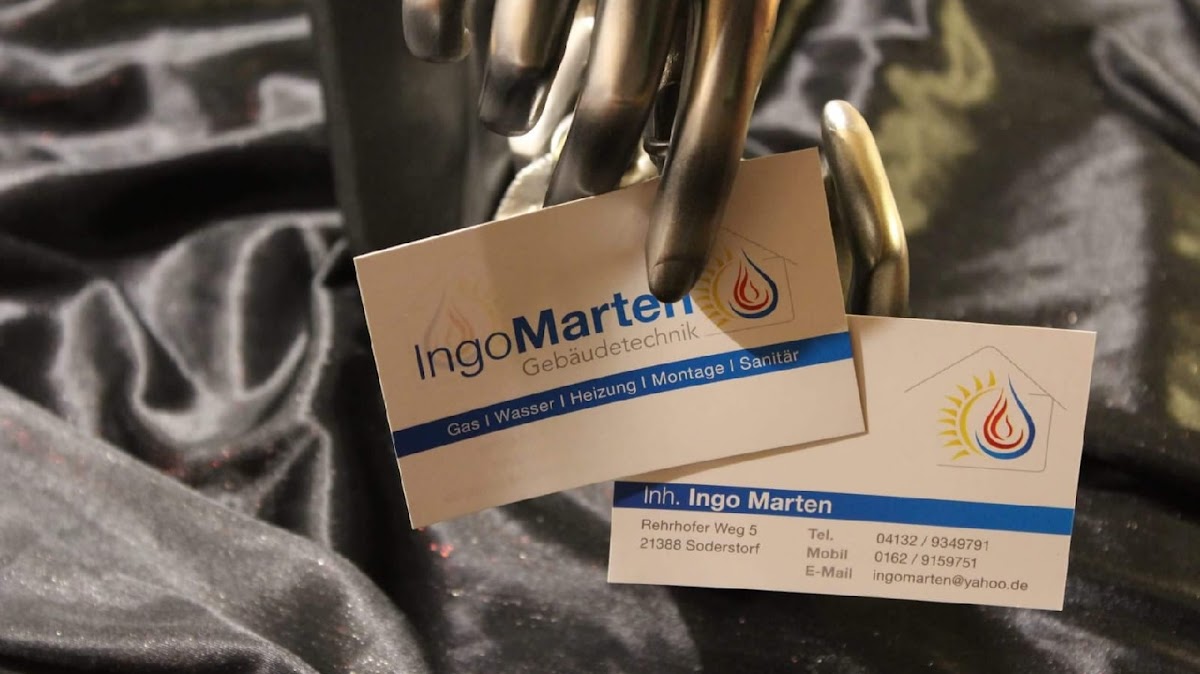 IngoMarten
Gebäudetechnik
Gas | Wasser | Heizung | Montage | Sanitär
Inh. Ingo Marten
Rehrhofer Weg 5
21388 Soderstorf
Tel. 04132 / 9349791
Mobil 0162 / 9159751
E-Mail ingomarten@yahoo.de